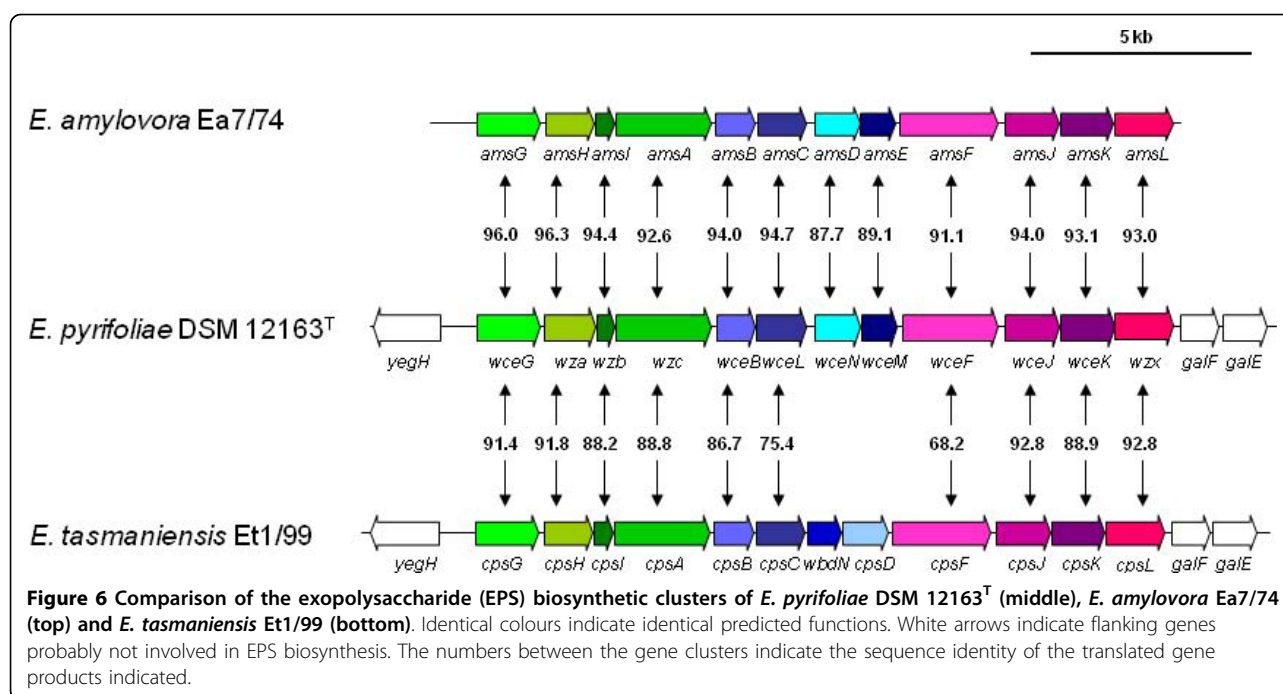 5 kb
E. amylovora Ea7/74
amsG amsH amsI amsA amsB amsC amsD amsE amsF amsJ amsK amsL
96.0 96.3 94.4 92.6 94.0 94.7 87.7 89.1 91.1 94.0 93.1 93.0
E. pyrifoliae DSM 12163ᵀ
yegH wceG wza wzb wzc wceB wceL wceN wceM wceF wceJ wceK wzx galF galE
91.4 91.8 88.2 88.8 86.7 75.4 68.2 92.8 88.9 92.8
E. tasmaniensis Et1/99
yegH cpsG cpsH cpsI cpsA cpsB cpsC wbdN cpsD cpsF cpsJ cpsK cpsL galF galE
Figure 6 Comparison of the exopolysaccharide (EPS) biosynthetic clusters of E. pyrifoliae DSM 12163ᵀ (middle), E. amylovora Ea7/74
(top) and E. tasmaniensis Et1/99 (bottom). Identical colours indicate identical predicted functions. White arrows indicate flanking genes
probably not involved in EPS biosynthesis. The numbers between the gene clusters indicate the sequence identity of the translated gene
products indicated.